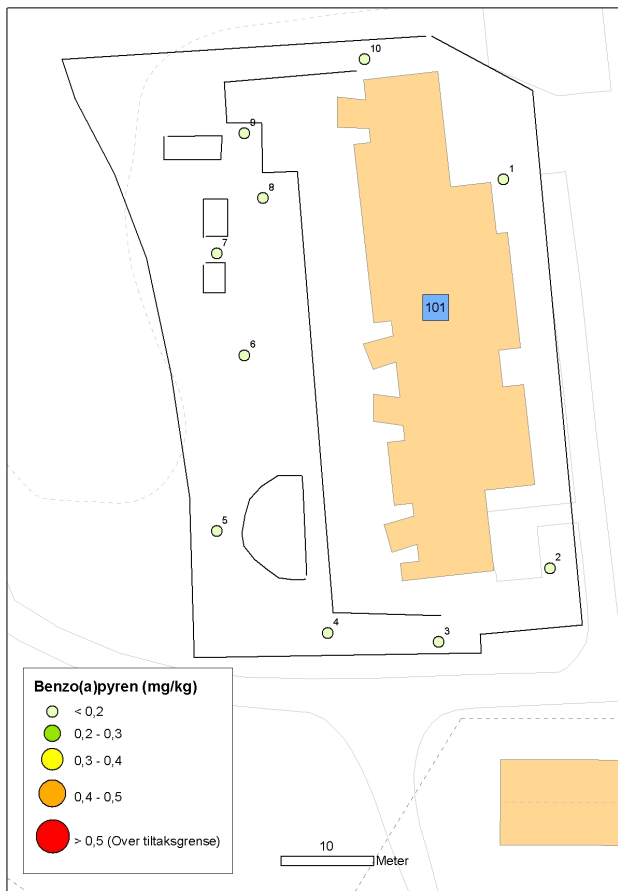 10
9
1
8
7
101
6
5
2
4
3
Benzo(a)pyren (mg/kg)
< 0,2
0,2 - 0,3
0,3 - 0,4
0,4 - 0,5
> 0,5 (Over tiltaksgrense)
10
Meter